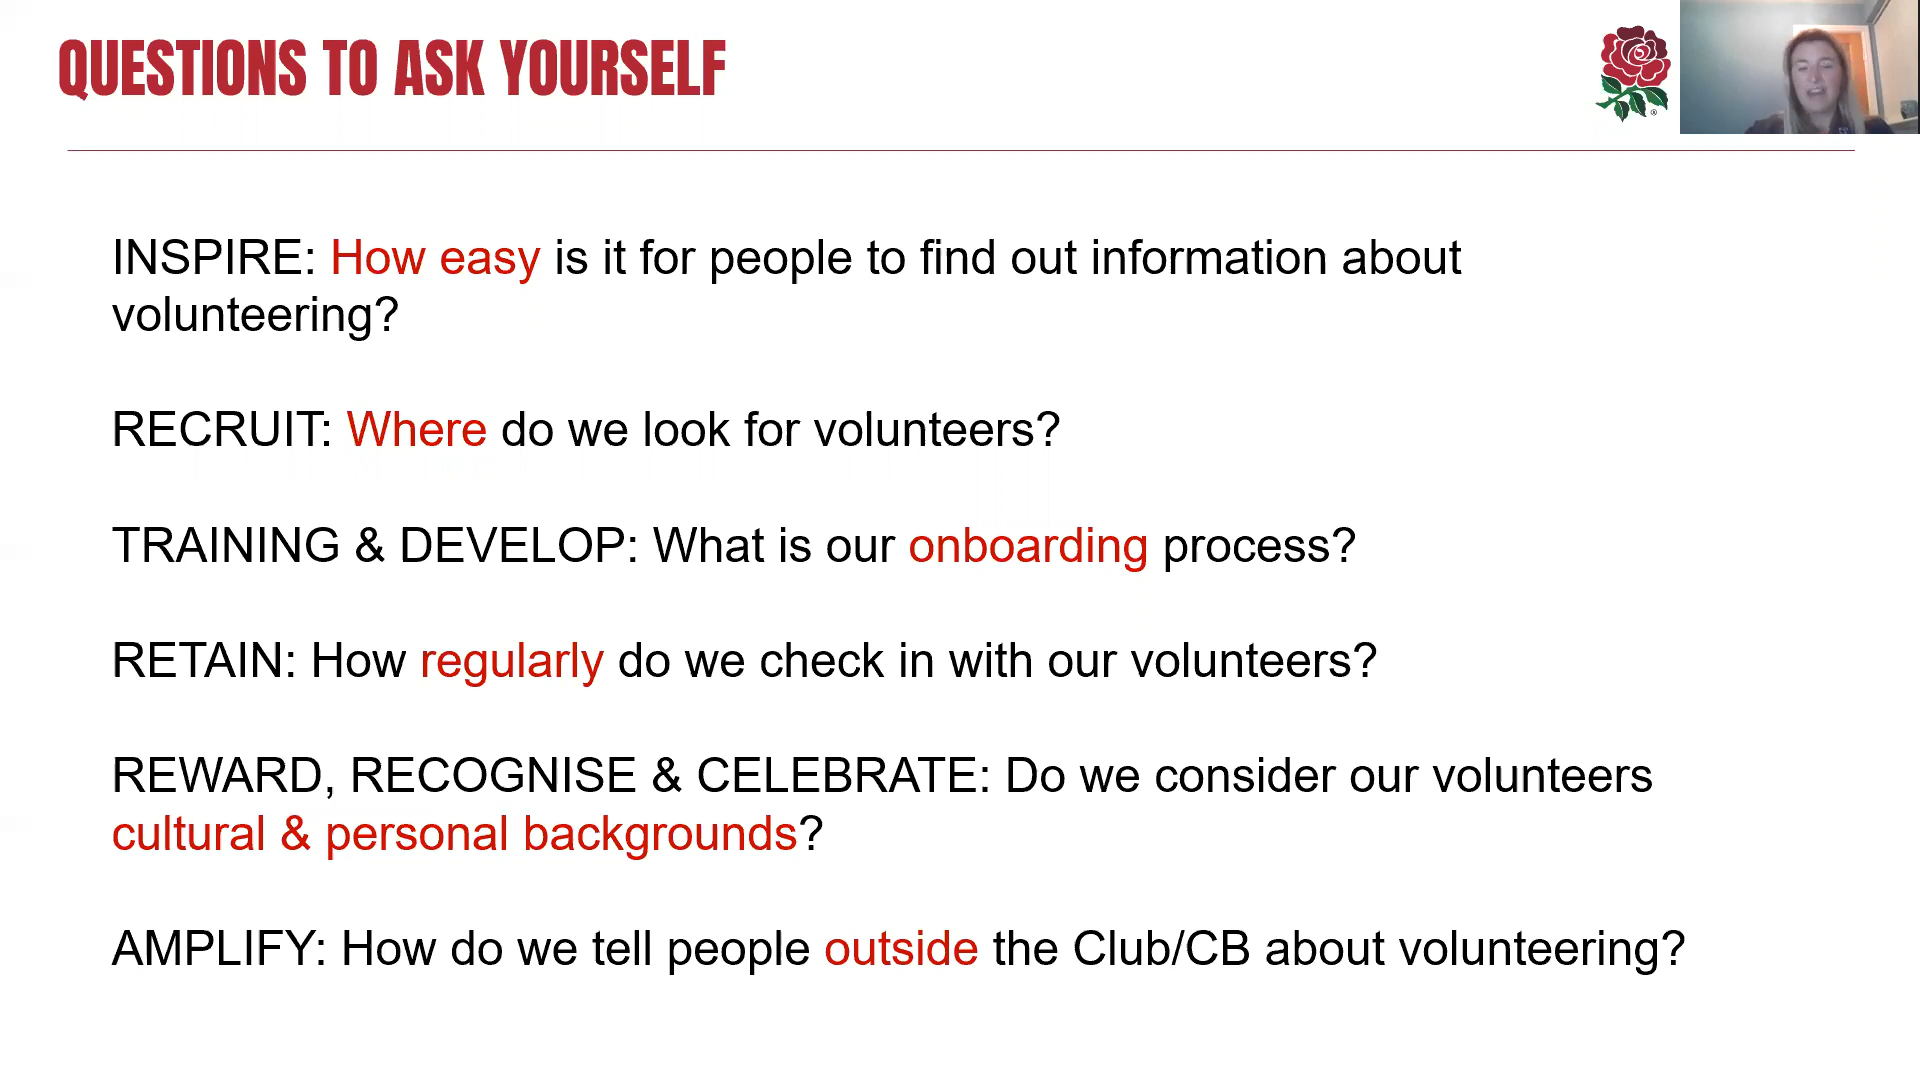 QUESTIONS TO ASK YOURSELF
INSPIRE: How easy is it for people to find out information about
volunteering?
RECRUIT: Where do we look for volunteers?
TRAINING & DEVELOP: What is our onboarding process?
RETAIN: How regularly do we check in with our volunteers?
REWARD, RECOGNISE & CELEBRATE: Do we consider our volunteers
cultural & personal backgrounds?
AMPLIFY: How do we tell people outside the Club/CB about volunteering?